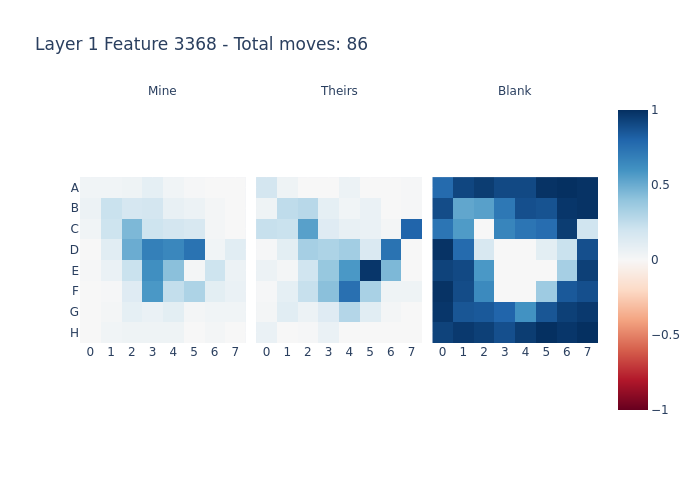 Layer 1 Feature 3368 - Total moves: 86
Mine
Theirs
Blank
A
B
C
D
E
F
G
H
0 1 2 3 4 5 6 7
0 1 2 3 4 5 6 7
0 1 2 3 4 5 6 7
1
0.5
0
−0.5
−1